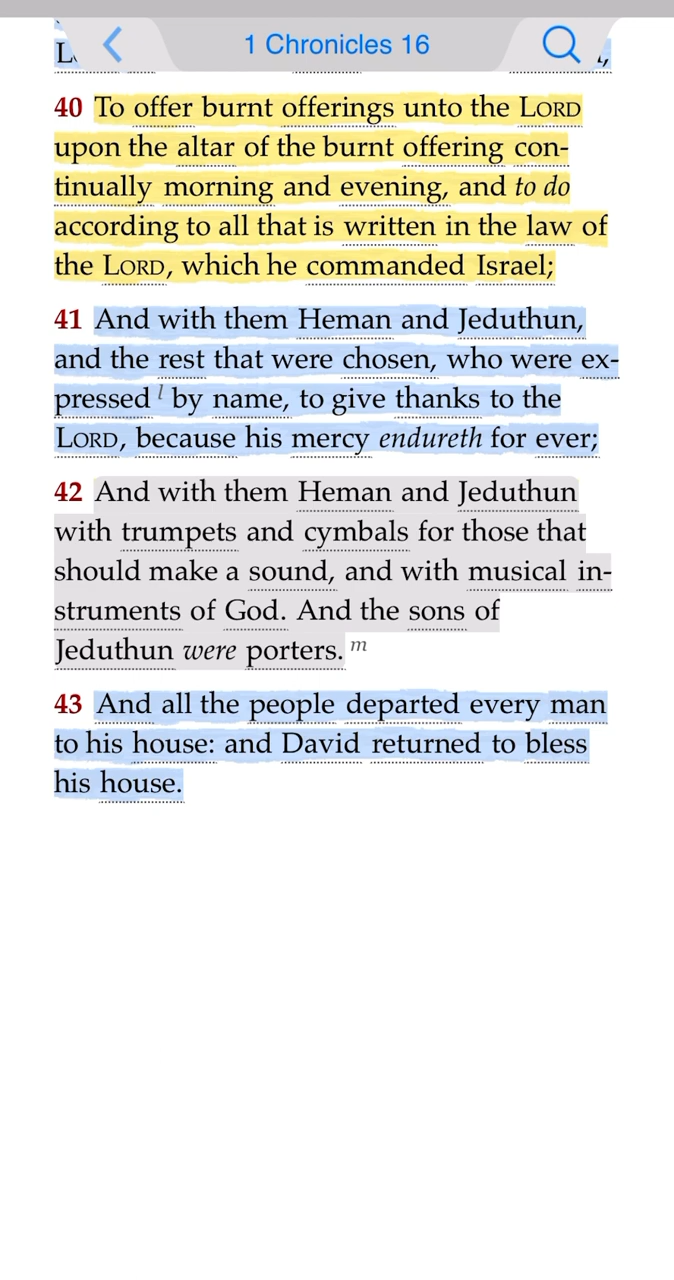 1 Chronicles 16
40 To offer burnt offerings unto the LORD
upon the altar of the burnt offering con-
tinually morning and evening, and to do
according to all that is written in the law of
the LORD, which he commanded Israel;
41 And with them Heman and Jeduthun,
and the rest that were chosen, who were ex-
pressed l by name, to give thanks to the
LORD, because his mercy endureth for ever;
42 And with them Heman and Jeduthun
with trumpets and cymbals for those that
should make a sound, and with musical in-
struments of God. And the sons of
Jeduthun were porters. m
43 And all the people departed every man
to his house: and David returned to bless
his house.